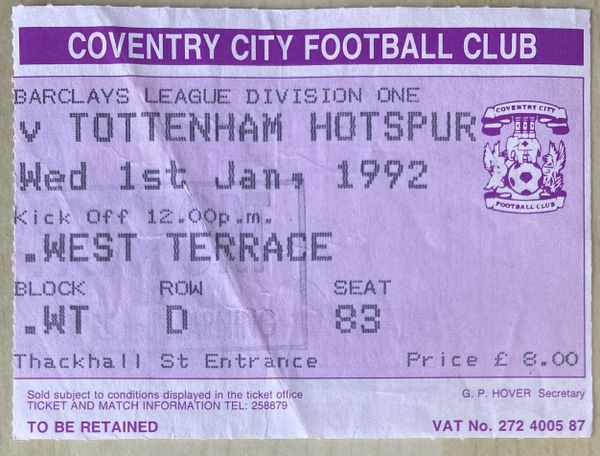 COVENTRY CITY FOOTBALL CLUB
BARCLAYS LEAGUE DIVISION ONE
v TOTTENHAM HOTSPUR
COVENTRY CITY
FOOTBALL CLUB
Wed 1st Jan, 1992
Kick Off 12.00p.m.
.WEST TERRACE
BLOCK ROW SEAT
.WT D 83
Thackhall St Entrance Price £ 8.00
Sold subject to conditions displayed in the ticket office G. P. HOVER Secretary
TICKET AND MATCH INFORMATION TEL: 258879
TO BE RETAINED VAT No. 272 4005 87